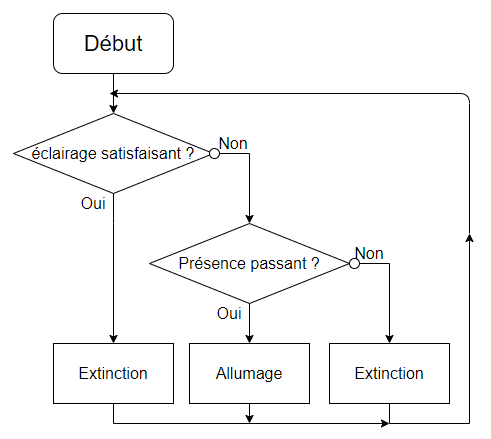 Début
éclairage satisfaisant ?
Non
Oui
Présence passant ?
Non
Oui
Extinction
Allumage
Extinction